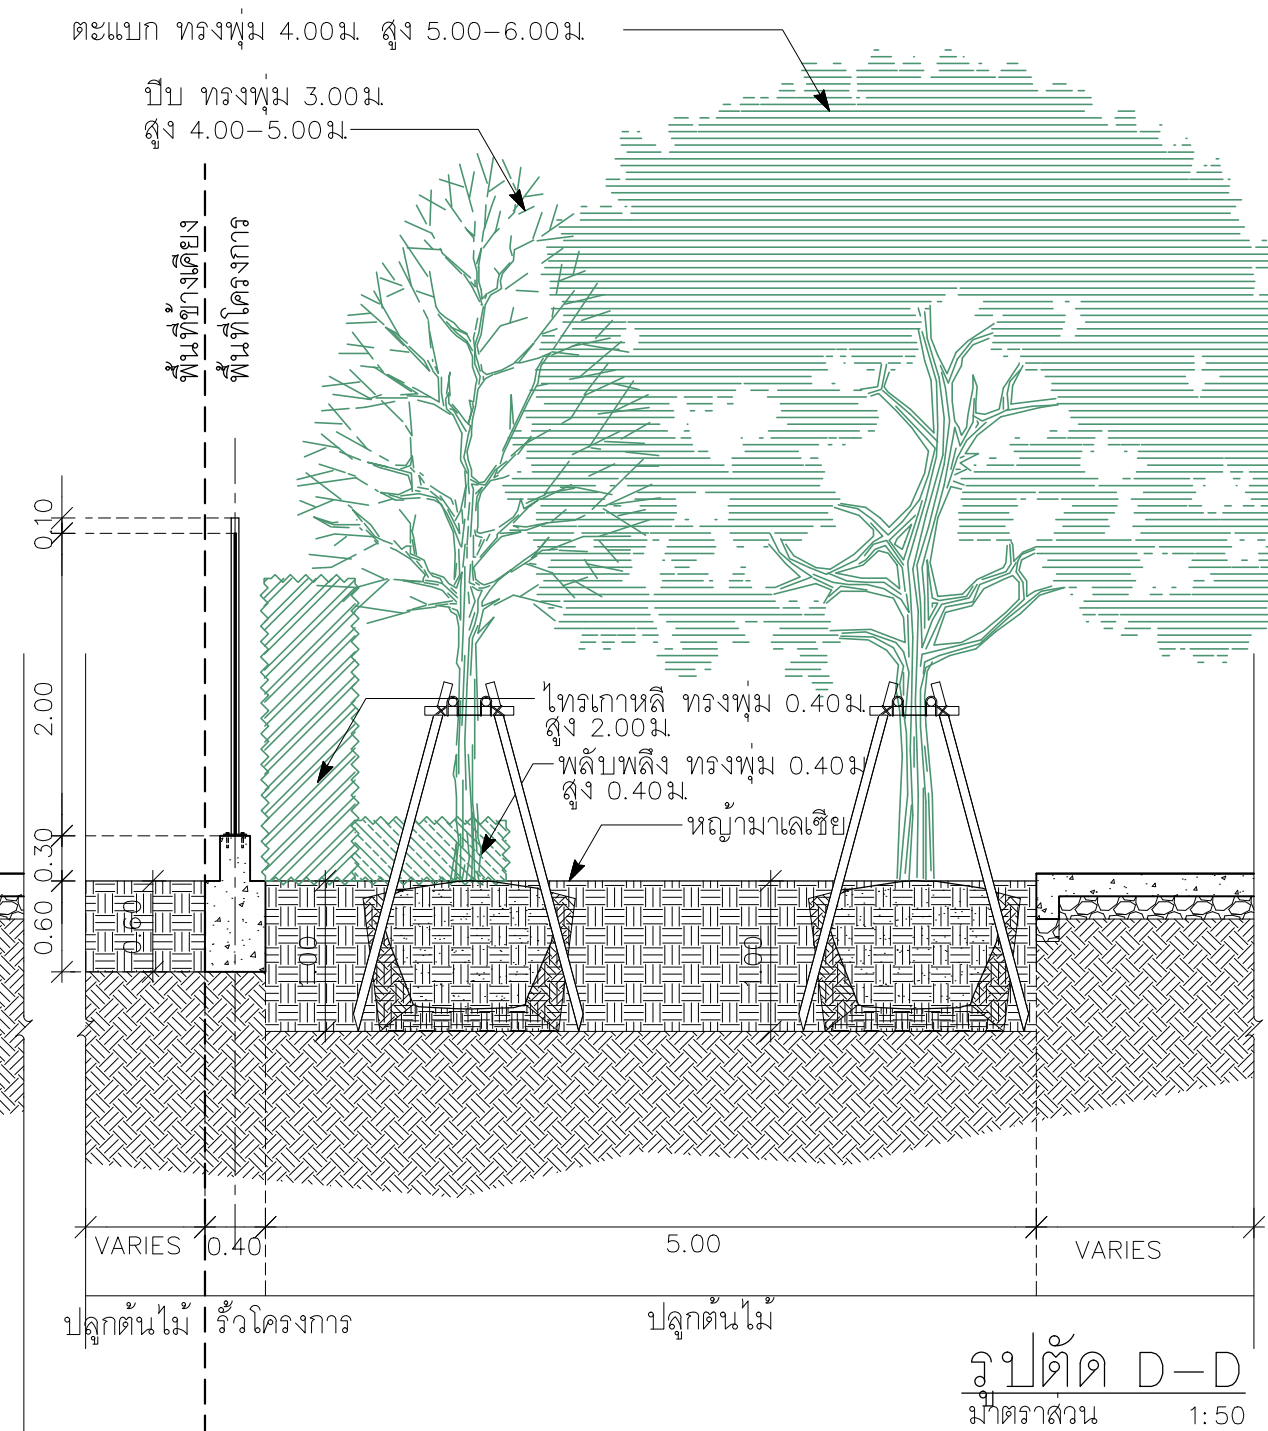 ตะแบก ทรงพุ่ม 4.00ม. สูง 5.00-6.00ม.
ปีบ ทรงพุ่ม 3.00ม.
สูง 4.00-5.00ม.
พื้นที่ข้างเคียง
พื้นที่โครงการ
0.10
2.00
0.30
0.60
0.60
1.00
1.00
ไทรเกาหลี ทรงพุ่ม 0.40ม.
สูง 2.00ม.
พลับพลึง ทรงพุ่ม 0.40ม
สูง 0.40ม.
หญ้ามาเลเซีย
VARIES 0.40 5.00 VARIES
ปลูกต้นไม้ รั้วโครงการ ปลูกต้นไม้
รูปตัด D-D
มาตราส่วน 1:50